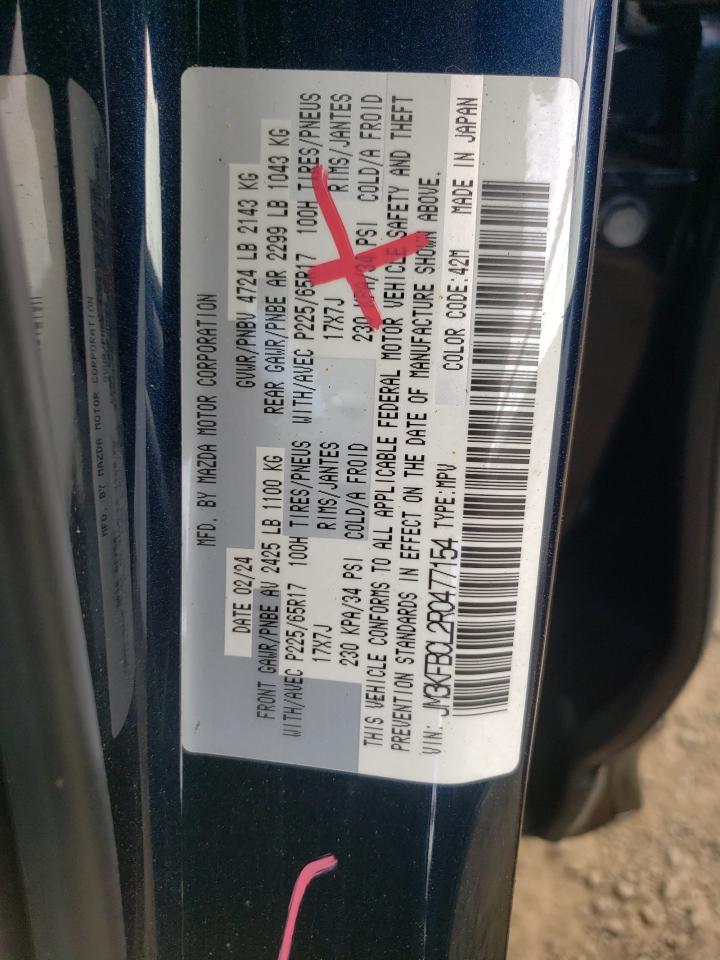 MFD. BY MAZDA MOTOR CORPORATION
DATE 02/24 GVWR/PNBV 4724 LB 2143 KG
FRONT GAWR/PNBE AV 2425 LB 1100 KG REAR GAWR/PNBE AR 2299 LB 1043 KG
WITH/AVEC P225/65R17 100H TIRES/PNEUS WITH/AVEC P225/65R17 100H TIRES/PNEUS
17X7J RIMS/JANTES 17X7J RIMS/JANTES
230 KPA/34 PSI COLD/A FROID 230 KPA/34 PSI COLD/A FROID
THIS VEHICLE CONFORMS TO ALL APPLICABLE FEDERAL MOTOR VEHICLE SAFETY AND THEFT
PREVENTION STANDARDS IN EFFECT ON THE DATE OF MANUFACTURE SHOWN ABOVE.
VIN: JM3KFBCL2R0477154 TYPE:MPV COLOR CODE:42M MADE IN JAPAN